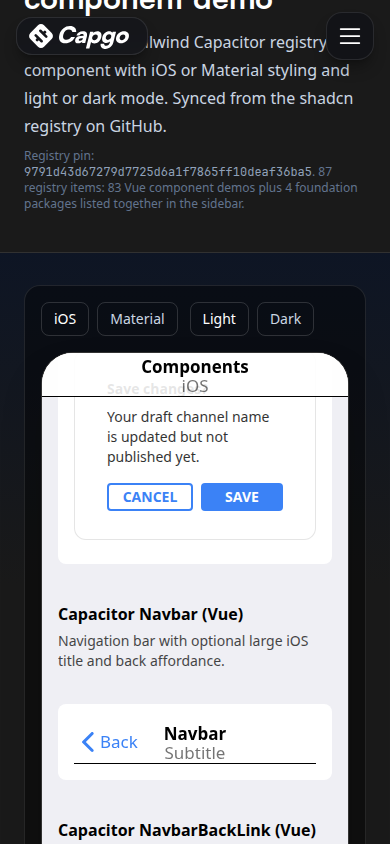 component demo
Capgo
lwind Capacitor registry
component with iOS or Material styling and
light or dark mode. Synced from the shadcn
registry on GitHub.
Registry pin:
9791d43d67279d7725d6a1f7865ff10deaf36ba5. 87
registry items: 83 Vue component demos plus 4 foundation
packages listed together in the sidebar.
iOS
Material
Light
Dark
Components
iOS
Save changes?
Your draft channel name
is updated but not
published yet.
CANCEL
SAVE
Capacitor Navbar (Vue)
Navigation bar with optional large iOS
title and back affordance.
Back
Navbar
Subtitle
Capacitor NavbarBackLink (Vue)